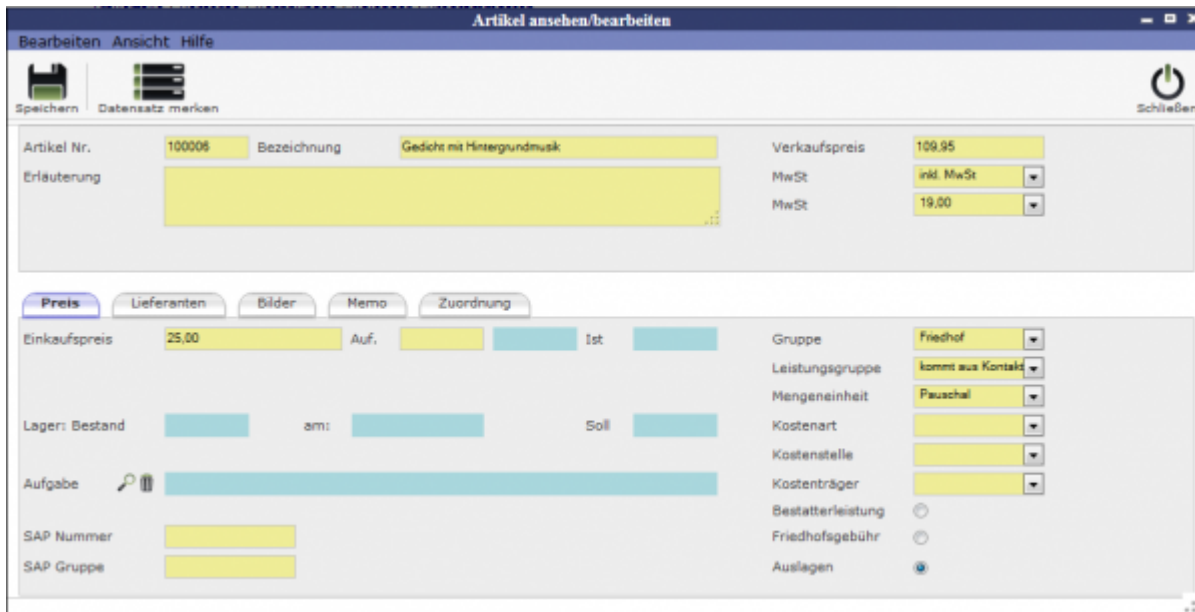 Artikel ansehen/bearbeiten
Bearbeiten Ansicht Hilfe
Speichern Datensatz merken Schließen
Artikel Nr. 100006 Bezeichnung Gedicht mit Hintergrundmusik Verkaufspreis 109,95
Erläuterung MwSt inkl. MwSt
MwSt 19,00
Preis Lieferanten Bilder Memo Zuordnung
Einkaufspreis 25,00 Auf. Ist Gruppe Friedhof
Leistungsgruppe kommt aus Kontakt
Mengeneinheit Pauschal
Lager: Bestand am: Soll Kostenart
Kostenstelle
Aufgabe Kostenträger
Bestatterleistung
SAP Nummer Friedhofsgebühr
SAP Gruppe Auslagen